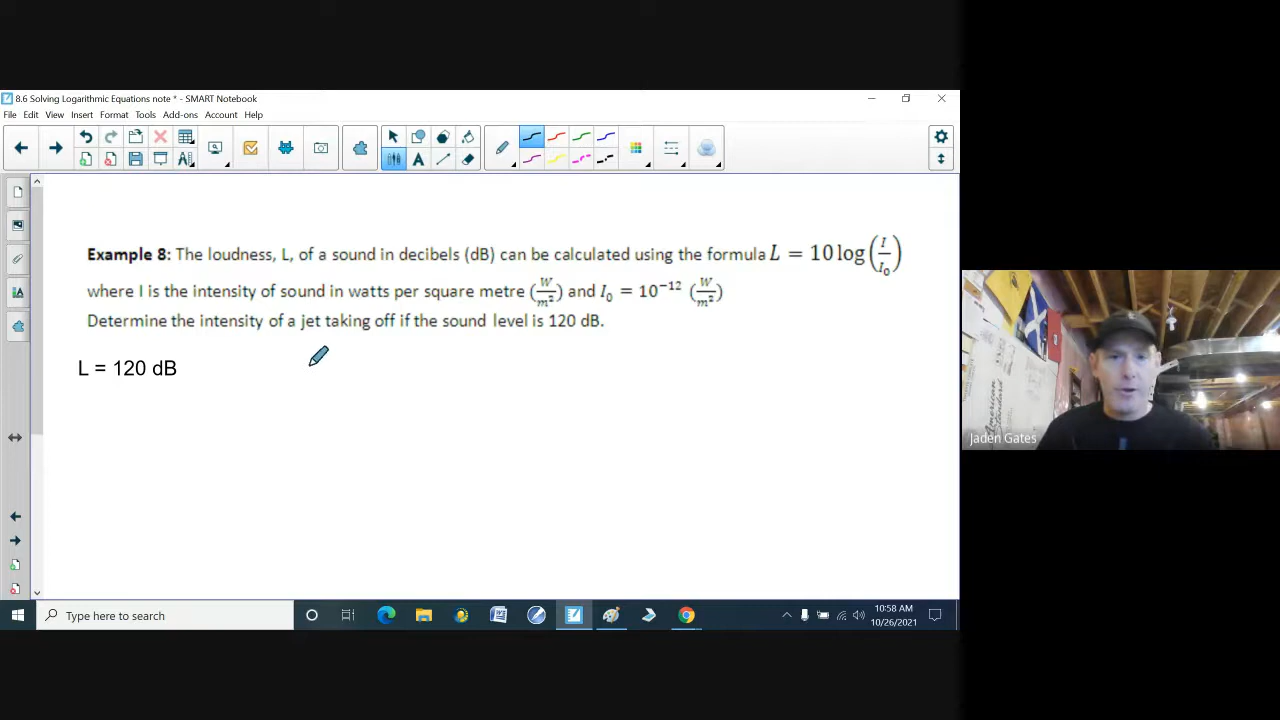 8.6 Solving Logarithmic Equations note * - SMART Notebook
File Edit View Insert Format Tools Add-ons Account Help
Example 8: The loudness, L, of a sound in decibels (dB) can be calculated using the formula L = 10 log(I/I₀)
where I is the intensity of sound in watts per square metre (W/m²) and I₀ = 10⁻¹² (W/m²)
Determine the intensity of a jet taking off if the sound level is 120 dB.
L = 120 dB
American Standard
Jaden Gates
Type here to search
10:58 AM
10/26/2021